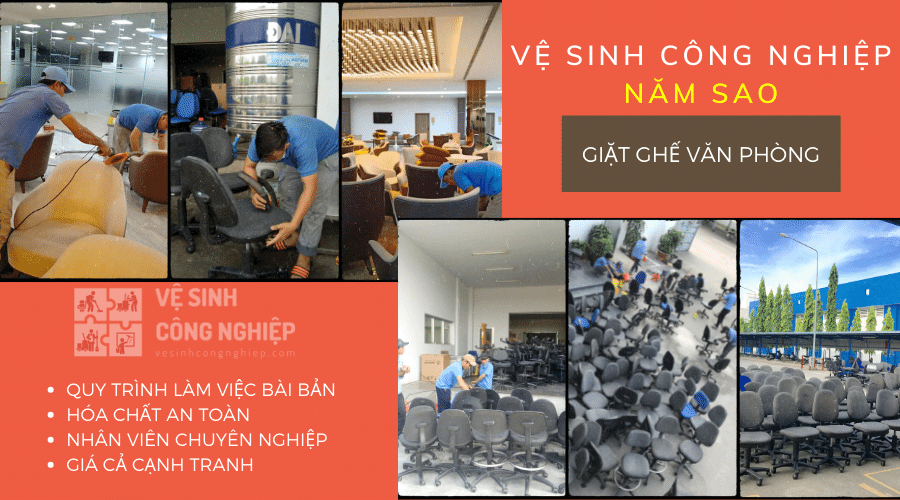 VỆ SINH CÔNG NGHIỆP
NĂM SAO
GIẶT GHẾ VĂN PHÒNG
ĐẠI
VỆ SINH
CÔNG NGHIỆP
vesinhcongnghiep.com
• QUY TRÌNH LÀM VIỆC BÀI BẢN
• HÓA CHẤT AN TOÀN
• NHÂN VIÊN CHUYÊN NGHIỆP
• GIÁ CẢ CẠNH TRANH